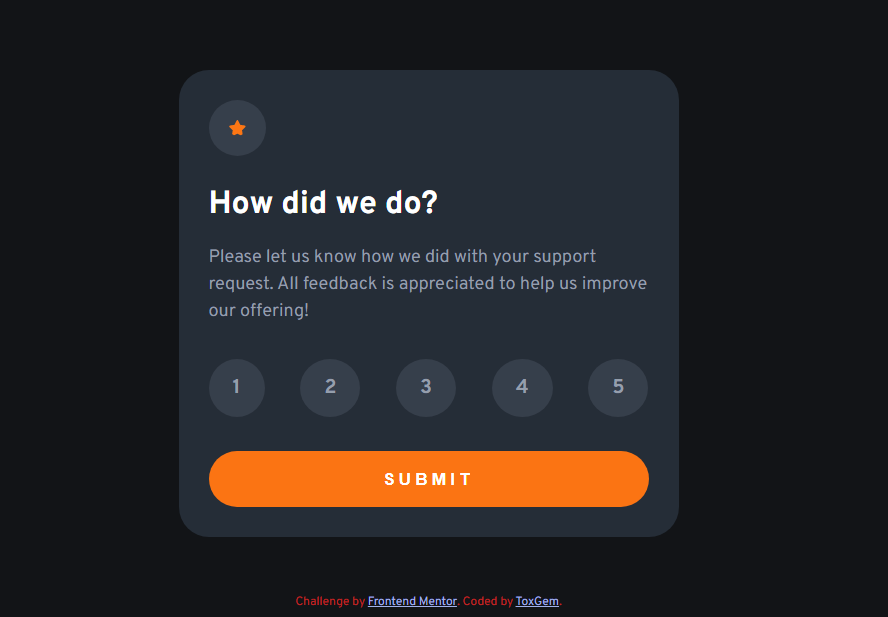 How did we do?
Please let us know how we did with your support
request. All feedback is appreciated to help us improve
our offering!
1 2 3 4 5
SUBMIT
Challenge by Frontend Mentor. Coded by ToxGem.